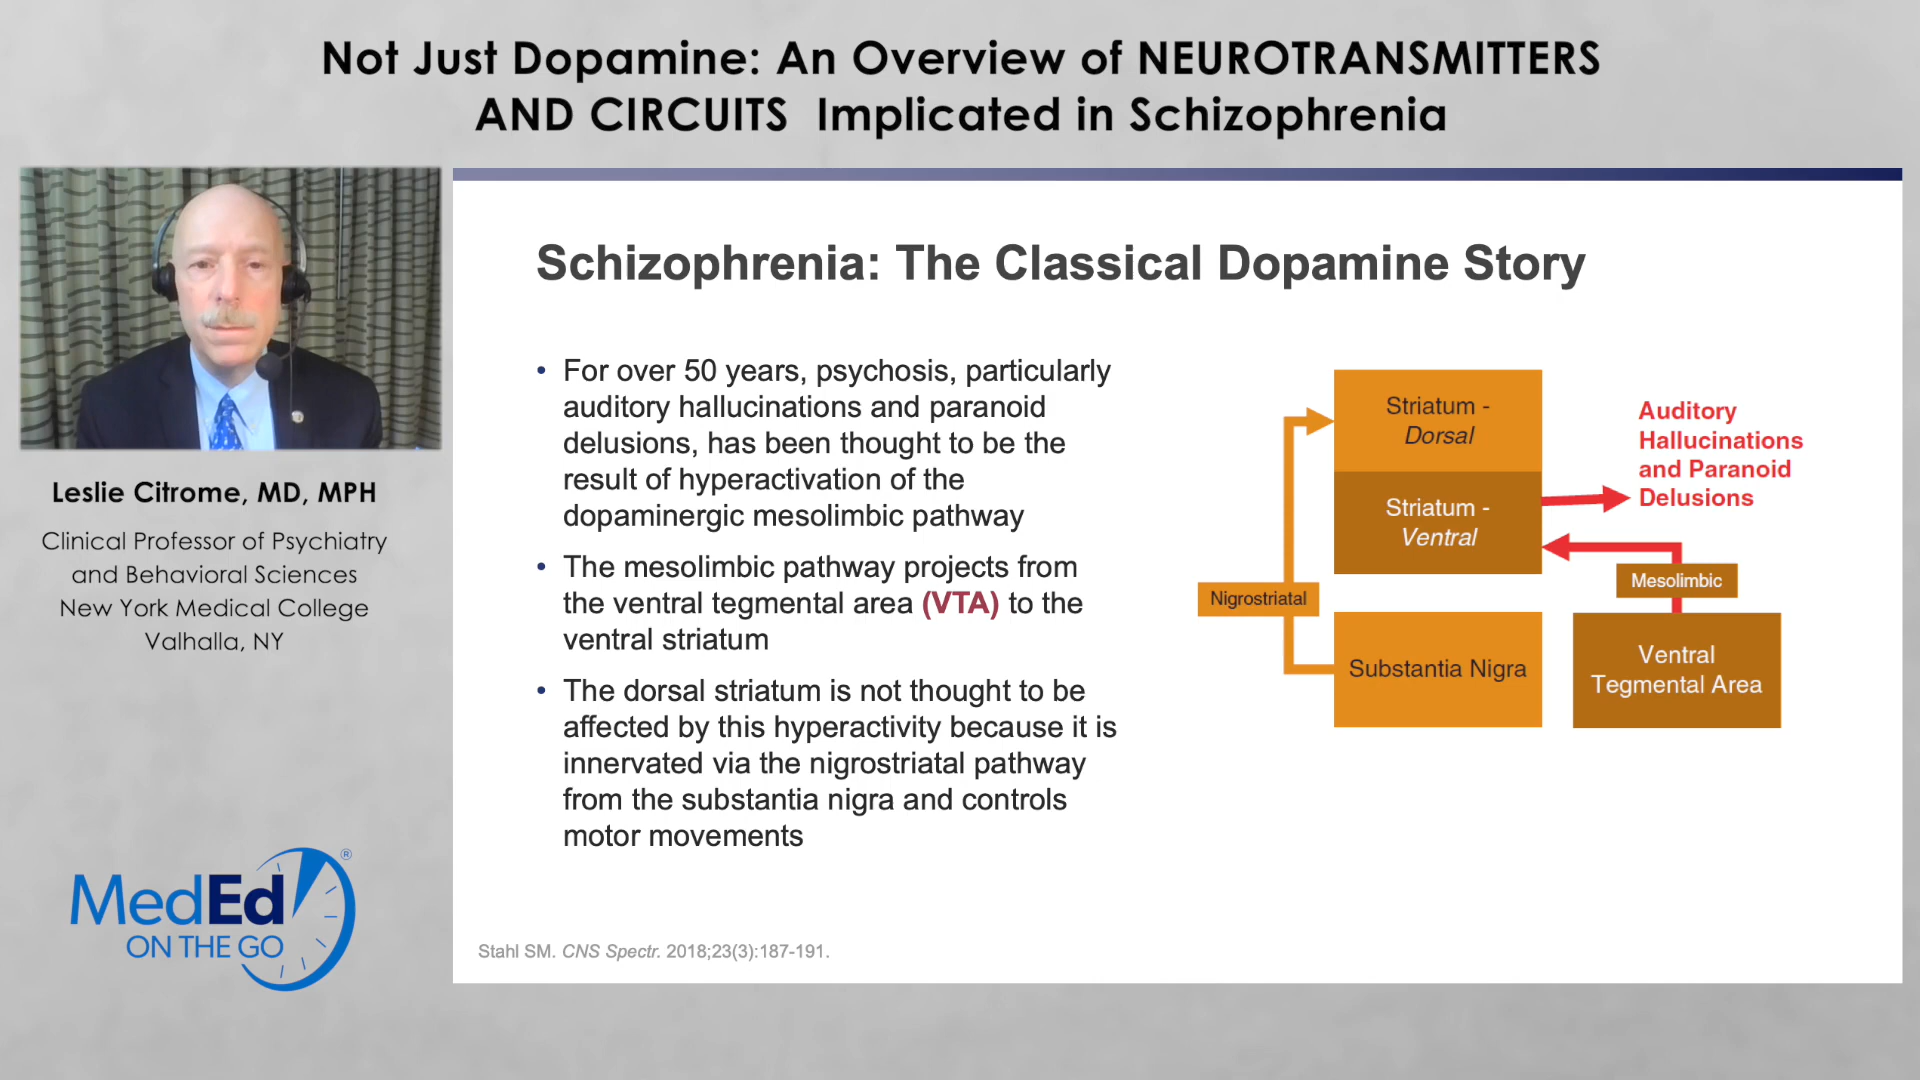 Not Just Dopamine: An Overview of NEUROTRANSMITTERS
AND CIRCUITS Implicated in Schizophrenia
Leslie Citrome, MD, MPH
Clinical Professor of Psychiatry
and Behavioral Sciences
New York Medical College
Valhalla, NY
MedEd®
ON THE GO
Schizophrenia: The Classical Dopamine Story
• For over 50 years, psychosis, particularly
auditory hallucinations and paranoid
delusions, has been thought to be the
result of hyperactivation of the
dopaminergic mesolimbic pathway
• The mesolimbic pathway projects from
the ventral tegmental area (VTA) to the
ventral striatum
• The dorsal striatum is not thought to be
affected by this hyperactivity because it is
innervated via the nigrostriatal pathway
from the substantia nigra and controls
motor movements
Striatum -
Dorsal
Striatum -
Ventral
Auditory
Hallucinations
and Paranoid
Delusions
Mesolimbic
Nigrostriatal
Substantia Nigra
Ventral
Tegmental Area
Stahl SM. CNS Spectr. 2018;23(3):187-191.